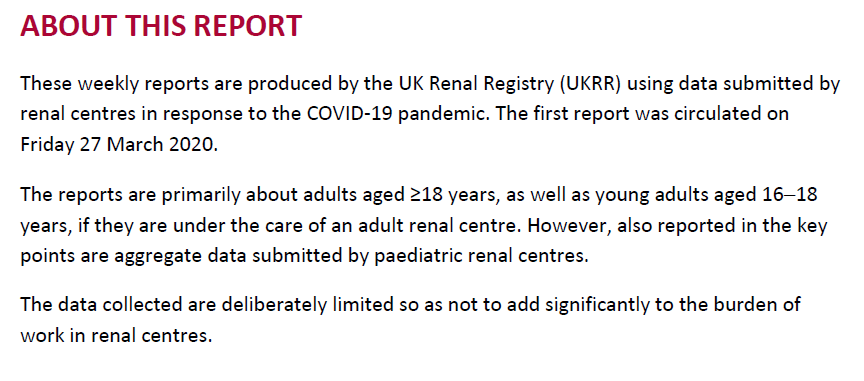 ABOUT THIS REPORT
These weekly reports are produced by the UK Renal Registry (UKRR) using data submitted by
renal centres in response to the COVID-19 pandemic. The first report was circulated on
Friday 27 March 2020.
The reports are primarily about adults aged ≥18 years, as well as young adults aged 16–18
years, if they are under the care of an adult renal centre. However, also reported in the key
points are aggregate data submitted by paediatric renal centres.
The data collected are deliberately limited so as not to add significantly to the burden of
work in renal centres.